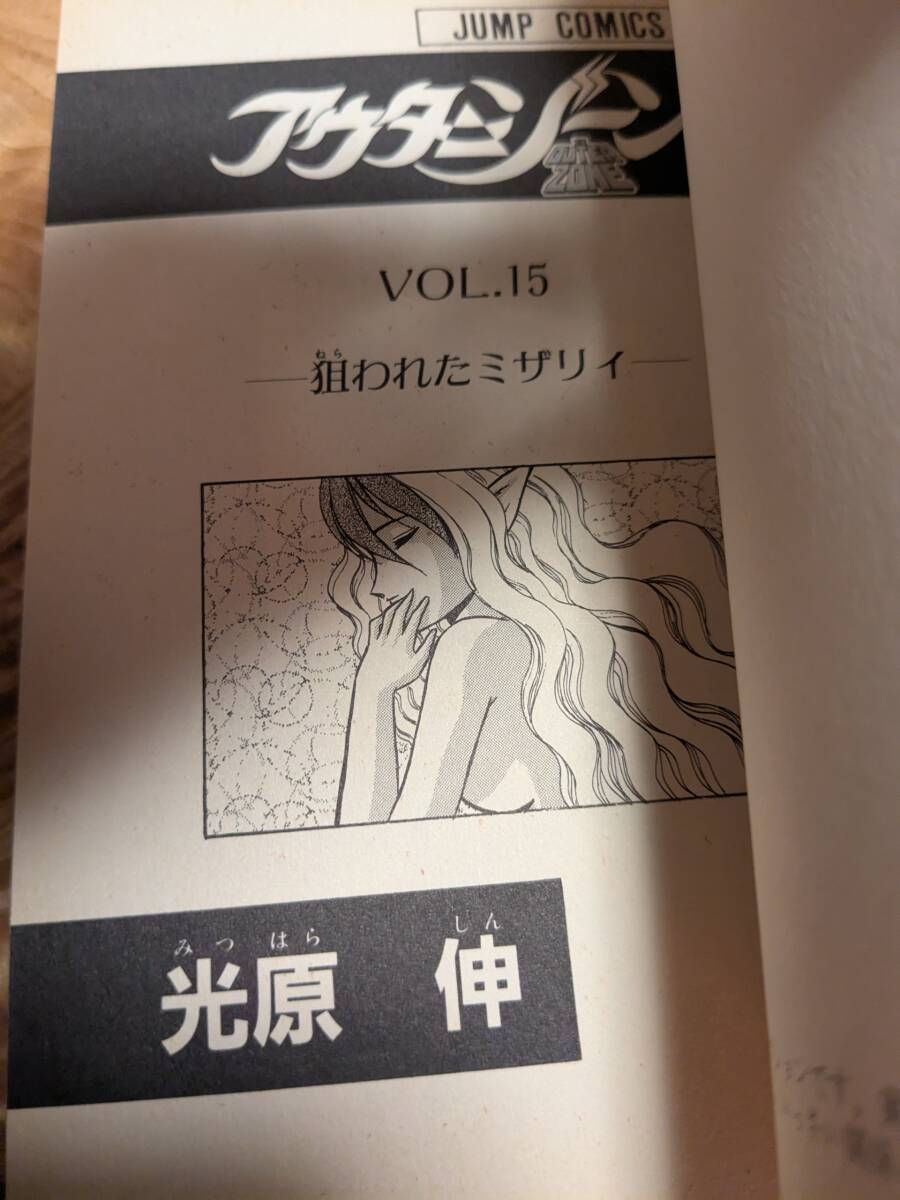 JUMP COMICS
アウターゾーン
OUTER ZONE
VOL.15
―狙われたミザリィ―
ねら
みつはら しん
光原 伸